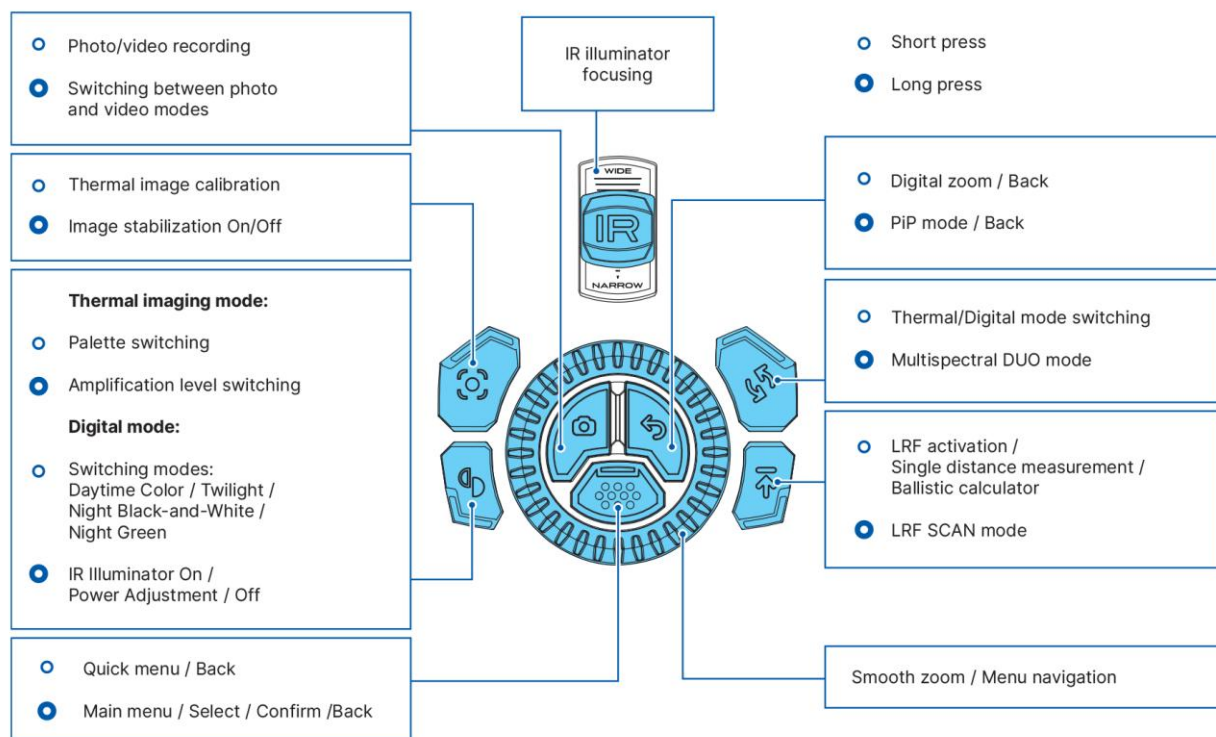 Photo/video recording
Switching between photo
and video modes
Thermal image calibration
Image stabilization On/Off
Thermal imaging mode:
Palette switching
Amplification level switching
Digital mode:
Switching modes:
Daytime Color / Twilight /
Night Black-and-White /
Night Green
IR Illuminator On /
Power Adjustment / Off
Quick menu / Back
Main menu / Select / Confirm /Back
IR illuminator
focusing
WIDE
IR
NARROW
Short press
Long press
Digital zoom / Back
PiP mode / Back
Thermal/Digital mode switching
Multispectral DUO mode
LRF activation /
Single distance measurement /
Ballistic calculator
LRF SCAN mode
Smooth zoom / Menu navigation